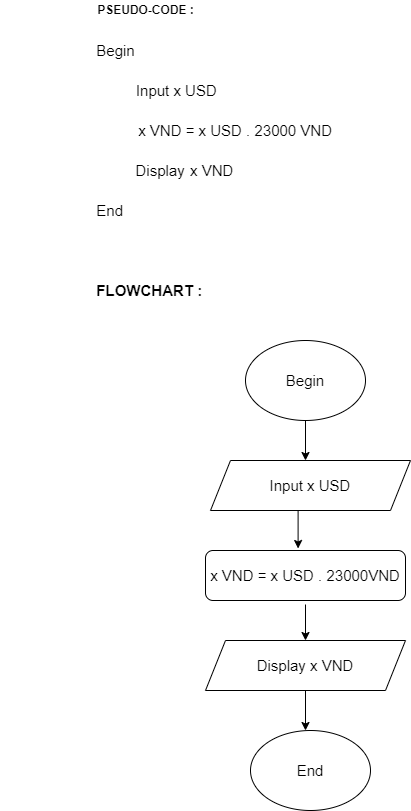 PSEUDO-CODE :
Begin
Input x USD
x VND = x USD . 23000 VND
Display x VND
End
FLOWCHART :
Begin
Input x USD
x VND = x USD . 23000VND
Display x VND
End